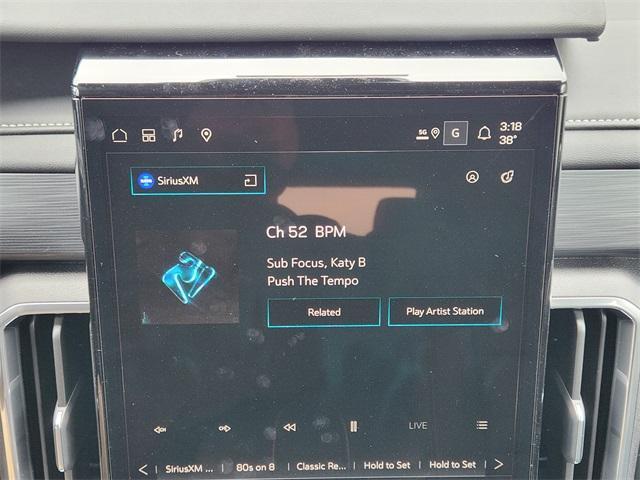 5G G 3:18
38°
SiriusXM
Ch 52 BPM
Sub Focus, Katy B
Push The Tempo
Related Play Artist Station
LIVE
SiriusXM ... 80s on 8 Classic Re... Hold to Set Hold to Set